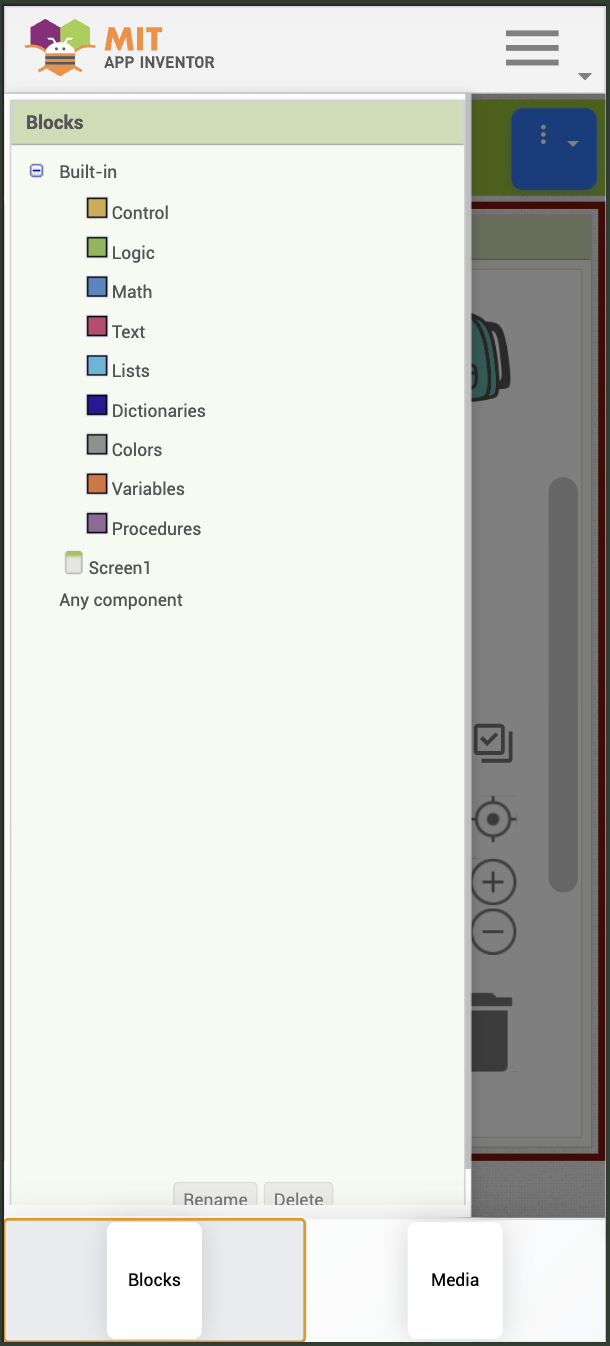 MIT
APP INVENTOR
Blocks
Built-in
Control
Logic
Math
Text
Lists
Dictionaries
Colors
Variables
Procedures
Screen1
Any component
Rename Delete
Blocks Media